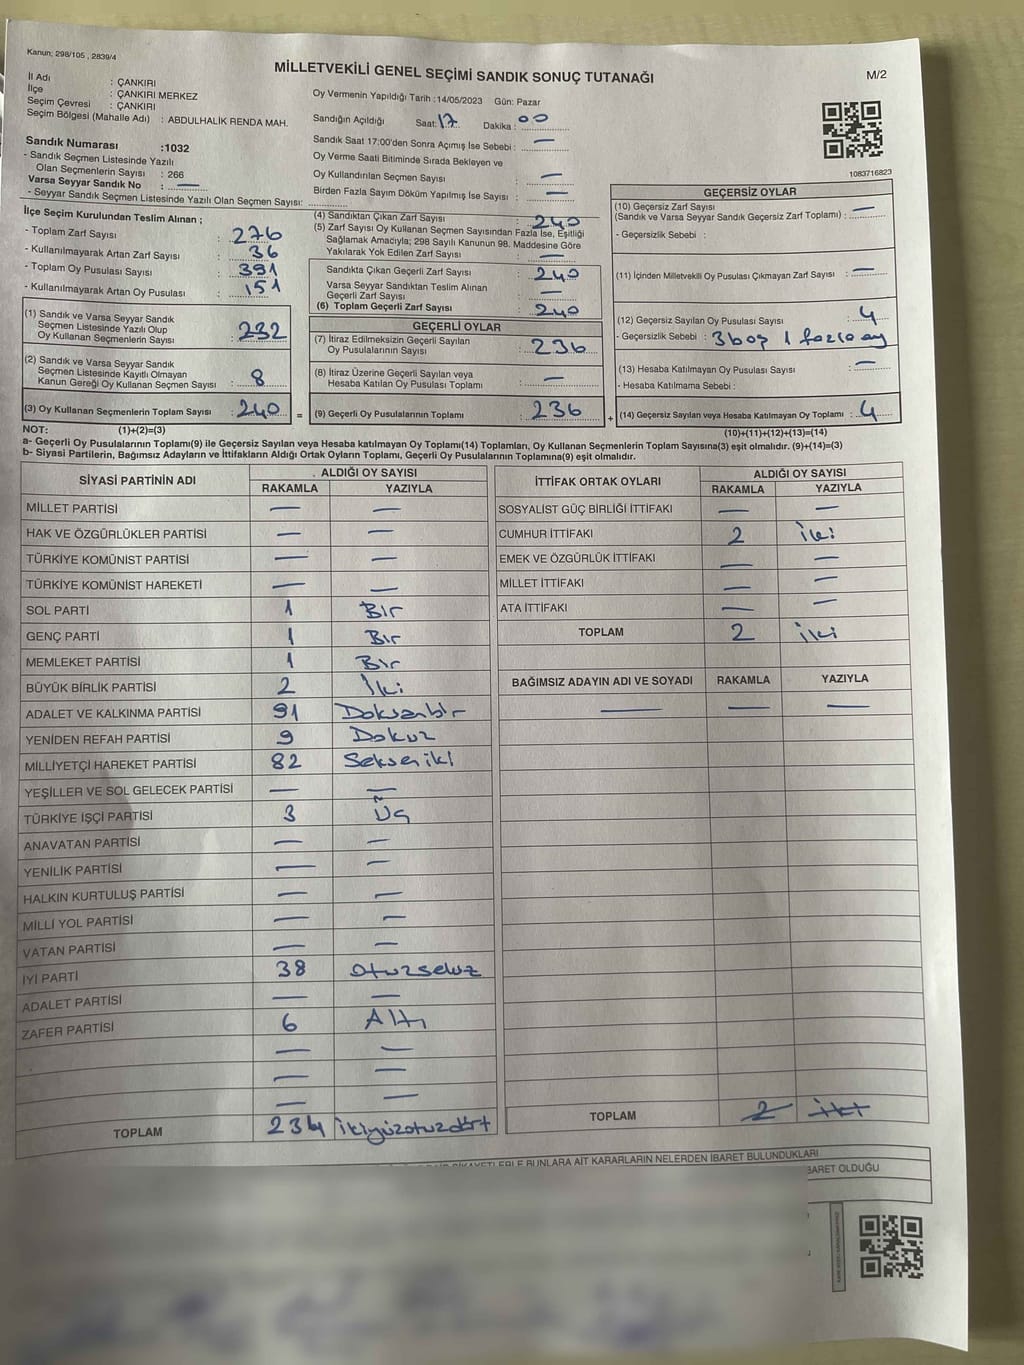 Kanun; 298/105 , 2839/4
MİLLETVEKİLİ GENEL SEÇİMİ SANDIK SONUÇ TUTANAĞI
M/2
İl Adı : ÇANKIRI
İlçe : ÇANKIRI MERKEZ
Seçim Çevresi : ÇANKIRI
Seçim Bölgesi (Mahalle Adı) : ABDULHALİK RENDA MAH.
Sandık Numarası :1032
- Sandık Seçmen Listesinde Yazılı
Olan Seçmenlerin Sayısı : 266
Varsa Seyyar Sandık No : —
- Seyyar Sandık Seçmen Listesinde Yazılı Olan Seçmen Sayısı:
Oy Vermenin Yapıldığı Tarih :14/05/2023 Gün: Pazar
Sandığın Açıldığı Saat: 17 Dakika : 00
Sandık Saat 17:00'den Sonra Açımış İse Sebebi : —
Oy Verme Saati Bitiminde Sırada Bekleyen ve
Oy Kullandırılan Seçmen Sayısı : —
Birden Fazla Sayım Döküm Yapılmış İse Sayısı : —
1083716823
İlçe Seçim Kurulundan Teslim Alınan ;
- Toplam Zarf Sayısı : 276
- Kullanılmayarak Artan Zarf Sayısı : 36
- Toplam Oy Pusulası Sayısı : 391
- Kullanılmayarak Artan Oy Pusulası : 151
(1) Sandık ve Varsa Seyyar Sandık
Seçmen Listesinde Yazılı Olup
Oy Kullanan Seçmenlerin Sayısı : 232
(2) Sandık ve Varsa Seyyar Sandık
Seçmen Listesinde Kayıtlı Olmayan
Kanun Gereği Oy Kullanan Seçmen Sayısı : 8
(3) Oy Kullanan Seçmenlerin Toplam Sayısı : 240 =
(4) Sandıktan Çıkan Zarf Sayısı : 240
(5) Zarf Sayısı Oy Kullanan Seçmen Sayısından Fazla İse, Eşitliği
Sağlamak Amacıyla; 298 Sayılı Kanunun 98. Maddesine Göre
Yakılarak Yok Edilen Zarf Sayısı : —
Sandıkta Çıkan Geçerli Zarf Sayısı : 240
Varsa Seyyar Sandıktan Teslim Alınan
Geçerli Zarf Sayısı : —
(6) Toplam Geçerli Zarf Sayısı : 240
GEÇERLİ OYLAR
(7) İtiraz Edilmeksizin Geçerli Sayılan
Oy Pusulalarının Sayısı : 236
(8) İtiraz Üzerine Geçerli Sayılan veya
Hesaba Katılan Oy Pusulası Toplamı : —
(9) Geçerli Oy Pusulalarının Toplamı : 236 +
GEÇERSİZ OYLAR
(10) Geçersiz Zarf Sayısı
(Sandık ve Varsa Seyyar Sandık Geçersiz Zarf Toplamı) : —
- Geçersizlik Sebebi :
(11) İçinden Milletvekili Oy Pusulası Çıkmayan Zarf Sayısı : —
(12) Geçersiz Sayılan Oy Pusulası Sayısı : 4
- Geçersizlik Sebebi : 3 boş 1 fazla oy
(13) Hesaba Katılmayan Oy Pusulası Sayısı : —
- Hesaba Katılmama Sebebi :
(14) Geçersiz Sayılan veya Hesaba Katılmayan Oy Toplamı : 4
NOT: (1)+(2)=(3)
(10)+(11)+(12)+(13)=(14)
a- Geçerli Oy Pusulalarının Toplamı(9) ile Geçersiz Sayılan veya Hesaba katılmayan Oy Toplamı(14) Toplamları, Oy Kullanan Seçmenlerin Toplam Sayısına(3) eşit olmalıdır. (9)+(14)=(3)
b- Siyasi Partilerin, Bağımsız Adayların ve İttifakların Aldığı Ortak Oyların Toplamı, Geçerli Oy Pusulalarının Toplamına(9) eşit olmalıdır.
SİYASİ PARTİNİN ADI ALDIĞI OY SAYISI
RAKAMLA YAZIYLA
MİLLET PARTİSİ — —
HAK VE ÖZGÜRLÜKLER PARTİSİ — —
TÜRKİYE KOMÜNİST PARTİSİ — —
TÜRKİYE KOMÜNİST HAREKETİ — —
SOL PARTİ 1 Bir
GENÇ PARTİ 1 Bir
MEMLEKET PARTİSİ 1 Bir
BÜYÜK BİRLİK PARTİSİ 2 İki
ADALET VE KALKINMA PARTİSİ 91 Doksanbir
YENİDEN REFAH PARTİSİ 9 Dokuz
MİLLİYETÇİ HAREKET PARTİSİ 82 Seksen iki
YEŞİLLER VE SOL GELECEK PARTİSİ — —
TÜRKİYE İŞÇİ PARTİSİ 3 Üç
ANAVATAN PARTİSİ — —
YENİLİK PARTİSİ — —
HALKIN KURTULUŞ PARTİSİ — —
MİLLİ YOL PARTİSİ — —
VATAN PARTİSİ — —
İYİ PARTİ 38 Otuzsekiz
ADALET PARTİSİ — —
ZAFER PARTİSİ 6 Altı
— —
— —
— —
TOPLAM 234 ikiyüzotuzdört
İTTİFAK ORTAK OYLARI ALDIĞI OY SAYISI
RAKAMLA YAZIYLA
SOSYALİST GÜÇ BİRLİĞİ İTTİFAKI — —
CUMHUR İTTİFAKI 2 iki
EMEK VE ÖZGÜRLÜK İTTİFAKI — —
MİLLET İTTİFAKI — —
ATA İTTİFAKI — —
TOPLAM 2 iki
BAĞIMSIZ ADAYIN ADI VE SOYADI RAKAMLA YAZIYLA
— — —
TOPLAM 2 iki
BUNLARA AİT KARARLARIN NELERDEN İBARET BULUNDUKLARI
İBARET OLDUĞU